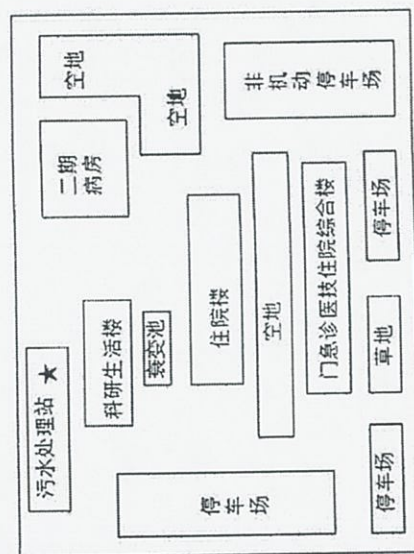 污水处理站 ★
科研生活楼
衰变池
二期
病房
空地
空地
住院楼
空地
停车场
非机动停车场
门急诊医技住院综合楼
停车场
草地
停车场